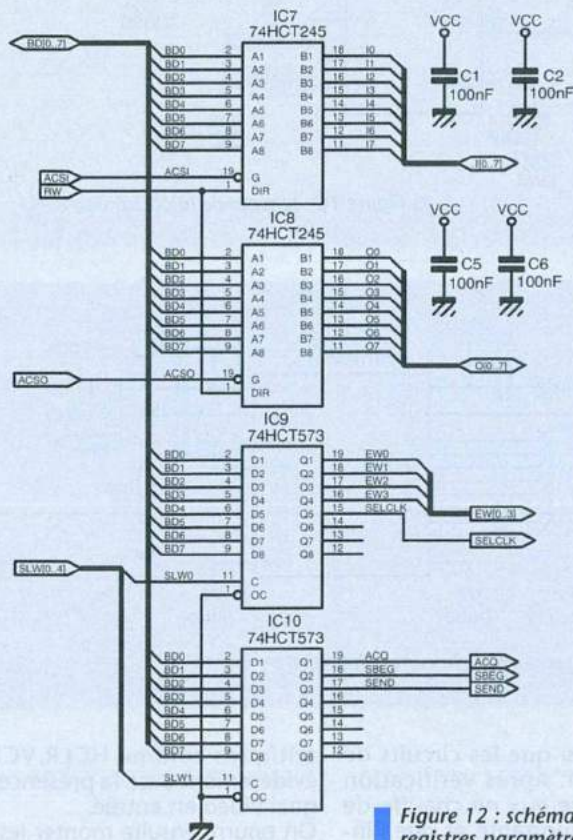 IC7
74HCT245
BD[0..7]
BD0 2 A1 B1 18 I0
BD1 3 A2 B2 17 I1
BD2 4 A3 B3 16 I2
BD3 5 A4 B4 15 I3
BD4 6 A5 B5 14 I4
BD5 7 A6 B6 13 I5
BD6 8 A7 B7 12 I6
BD7 9 A8 B8 11 I7
I[0..7]
ACSI ACSI 19 G
RW 1 DIR
VCC VCC
C1 C2
100nF 100nF
IC8
74HCT245
BD0 2 A1 B1 18 O0
BD1 3 A2 B2 17 O1
BD2 4 A3 B3 16 O2
BD3 5 A4 B4 15 O3
BD4 6 A5 B5 14 O4
BD5 7 A6 B6 13 O5
BD6 8 A7 B7 12 O6
BD7 9 A8 B8 11 O7
O[0..7]
ACSO ACSO 19 G
1 DIR
VCC VCC
C5 C6
100nF 100nF
IC9
74HCT573
BD0 2 D1 Q1 19 EW0
BD1 3 D2 Q2 18 EW1
BD2 4 D3 Q3 17 EW2
BD3 5 D4 Q4 16 EW3
BD4 6 D5 Q5 15 SELCLK
BD5 7 D6 Q6 14
BD6 8 D7 Q7 13
BD7 9 D8 Q8 12
EW[0..3]
SELCLK
SLW[0..4] SLW0 11 C
1 OC
IC10
74HCT573
BD0 2 D1 Q1 19 ACQ ACQ
BD1 3 D2 Q2 18 SBEG SBEG
BD2 4 D3 Q3 17 SEND SEND
BD3 5 D4 Q4 16
BD4 6 D5 Q5 15
BD5 7 D6 Q6 14
BD6 8 D7 Q7 13
BD7 9 D8 Q8 12
SLW1 11 C
1 OC
Figure 12 : schéma
registres paramètre